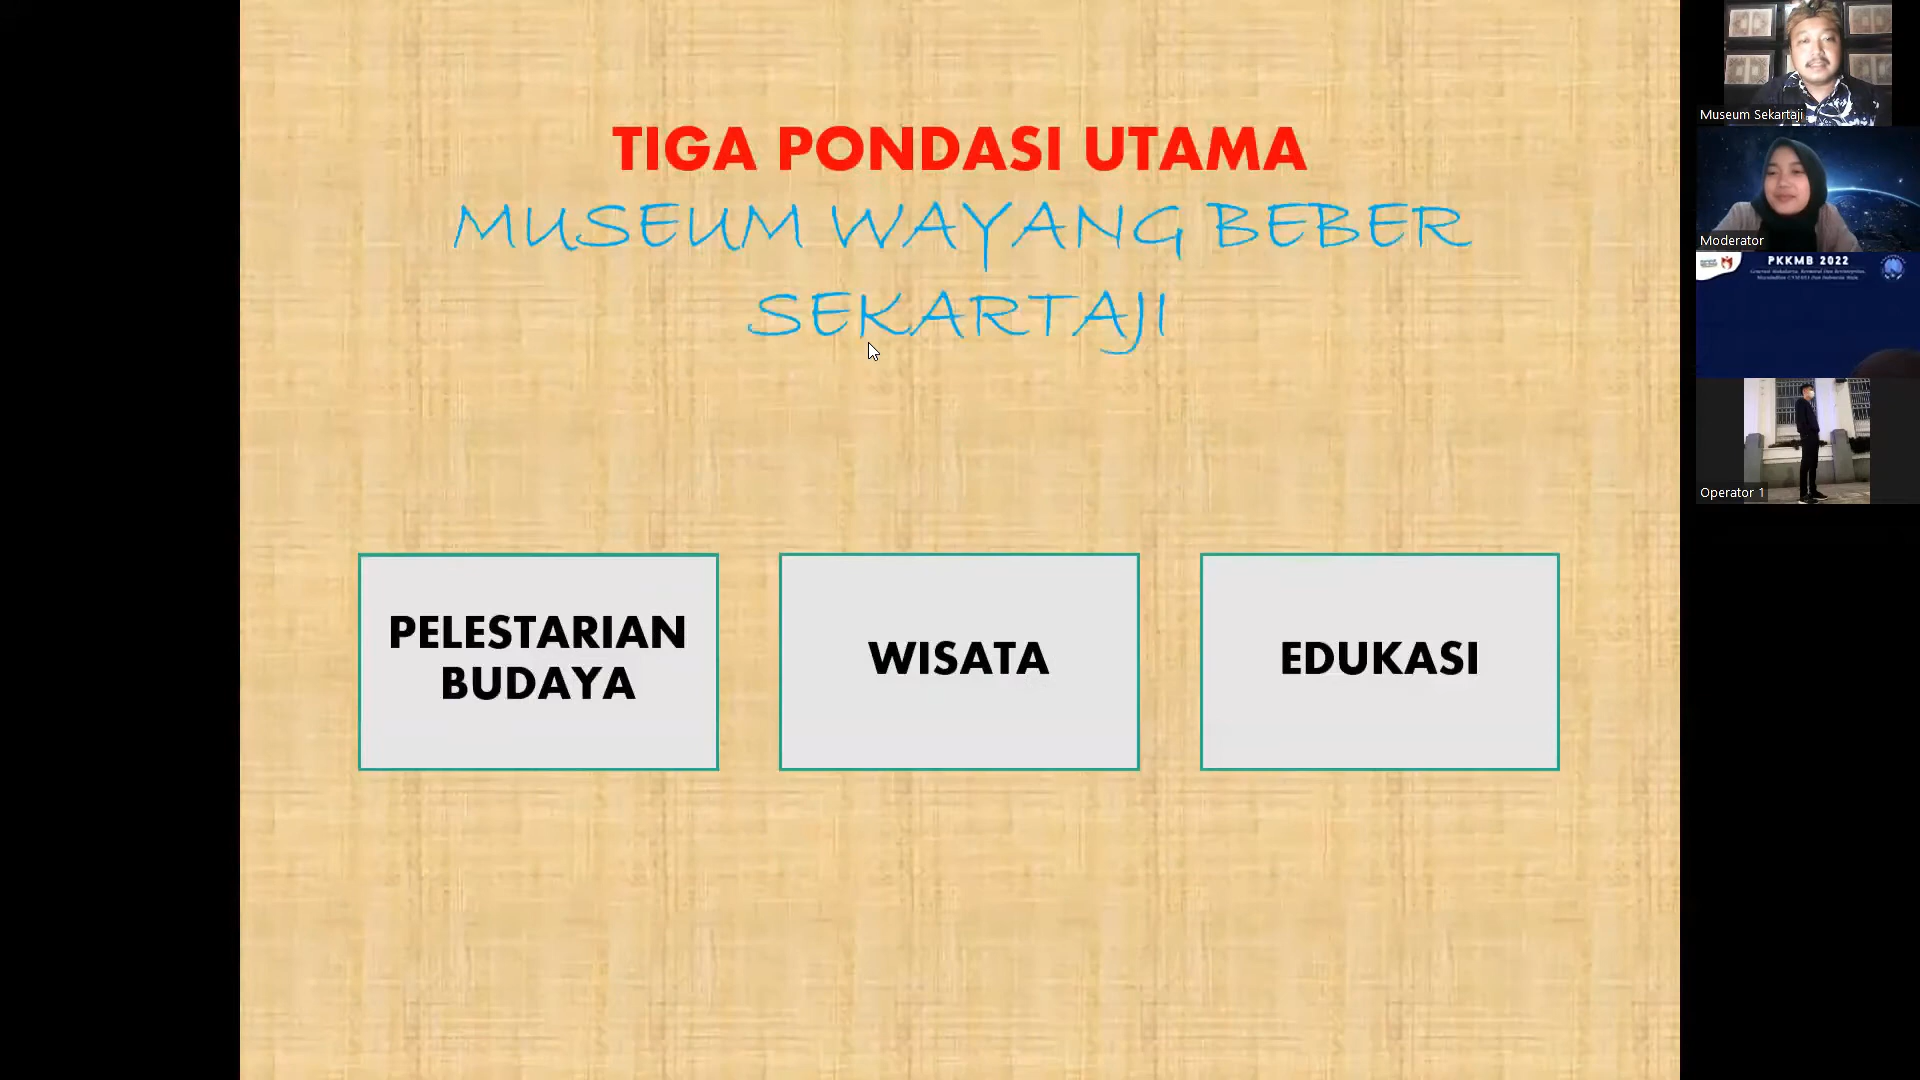 TIGA PONDASI UTAMA
MUSEUM WAYANG BEBER
SEKARTAJI
PELESTARIAN
BUDAYA
WISATA
EDUKASI
Museum Sekartaji
Moderator
PKKMB 2022
Operator 1